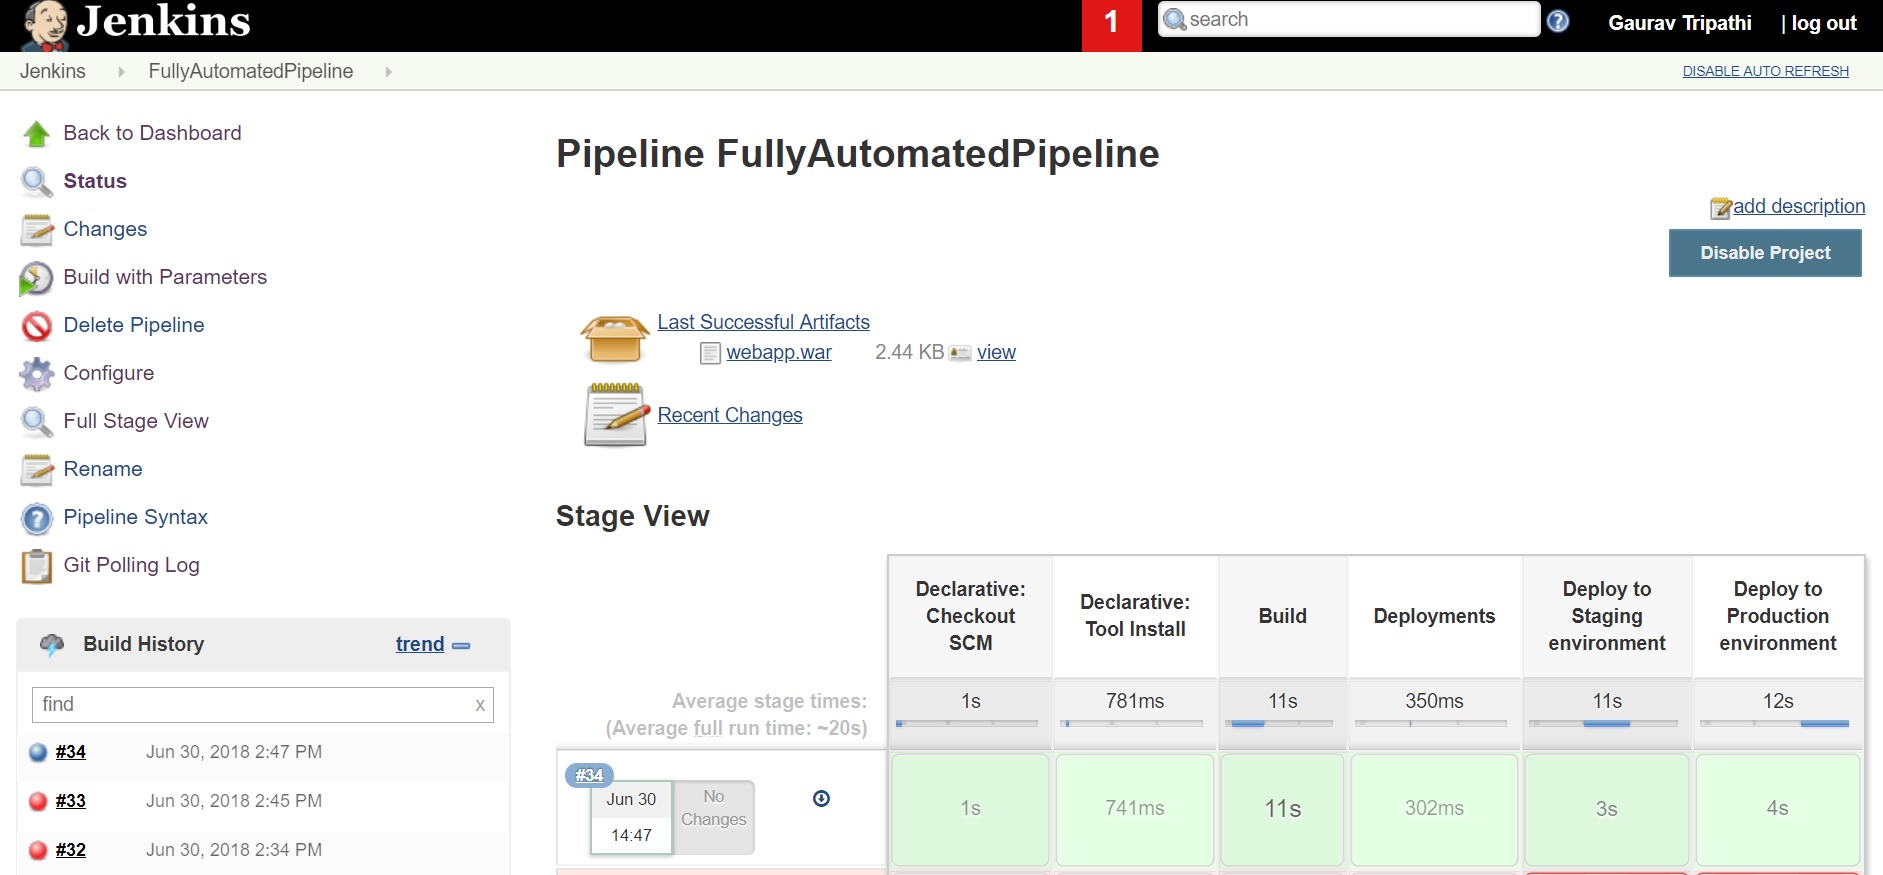 Jenkins
1
search
Gaurav Tripathi
| log out
Jenkins
FullyAutomatedPipeline
DISABLE AUTO REFRESH
Back to Dashboard
Status
Changes
Build with Parameters
Delete Pipeline
Configure
Full Stage View
Rename
Pipeline Syntax
Git Polling Log
Build History
trend
find
x
#34 Jun 30, 2018 2:47 PM
#33 Jun 30, 2018 2:45 PM
#32 Jun 30, 2018 2:34 PM
Pipeline FullyAutomatedPipeline
add description
Disable Project
Last Successful Artifacts
webapp.war 2.44 KB view
Recent Changes
Stage View
Declarative:
Checkout
SCM
Declarative:
Tool Install
Build
Deployments
Deploy to
Staging
environment
Deploy to
Production
environment
Average stage times:
(Average full run time: ~20s)
1s 781ms 11s 350ms 11s 12s
#34
Jun 30
14:47
No
Changes
1s 741ms 11s 302ms 3s 4s